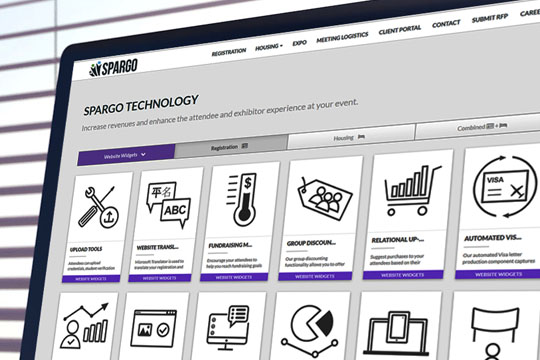 SPARGO
REGISTRATION
HOUSING
EXPO
MEETING LOGISTICS
CLIENT PORTAL
CONTACT
SUBMIT RFP
CAREE
SPARGO TECHNOLOGY
Increase revenues and enhance the attendee and exhibitor experience at your event.
Website Widgets
Registration
Housing
Combined
+
平名
ABC
$
VISA
UPLOAD TOOLS
Attendees can upload
credentials, student verification
WEBSITE WIDGETS
WEBSITE TRANSL...
Microsoft Translator is used to
translate your registration and
WEBSITE WIDGETS
FUNDRAISING M...
Encourage your attendees to
help you reach fundraising goals
WEBSITE WIDGETS
GROUP DISCOUN...
Our group discounting
functionality allows you to offer
WEBSITE WIDGETS
RELATIONAL UP-...
Suggest purchases to your
attendees based on their
WEBSITE WIDGETS
AUTOMATED VIS...
Our automated Visa letter
production component captures
WEBSITE WIDGETS